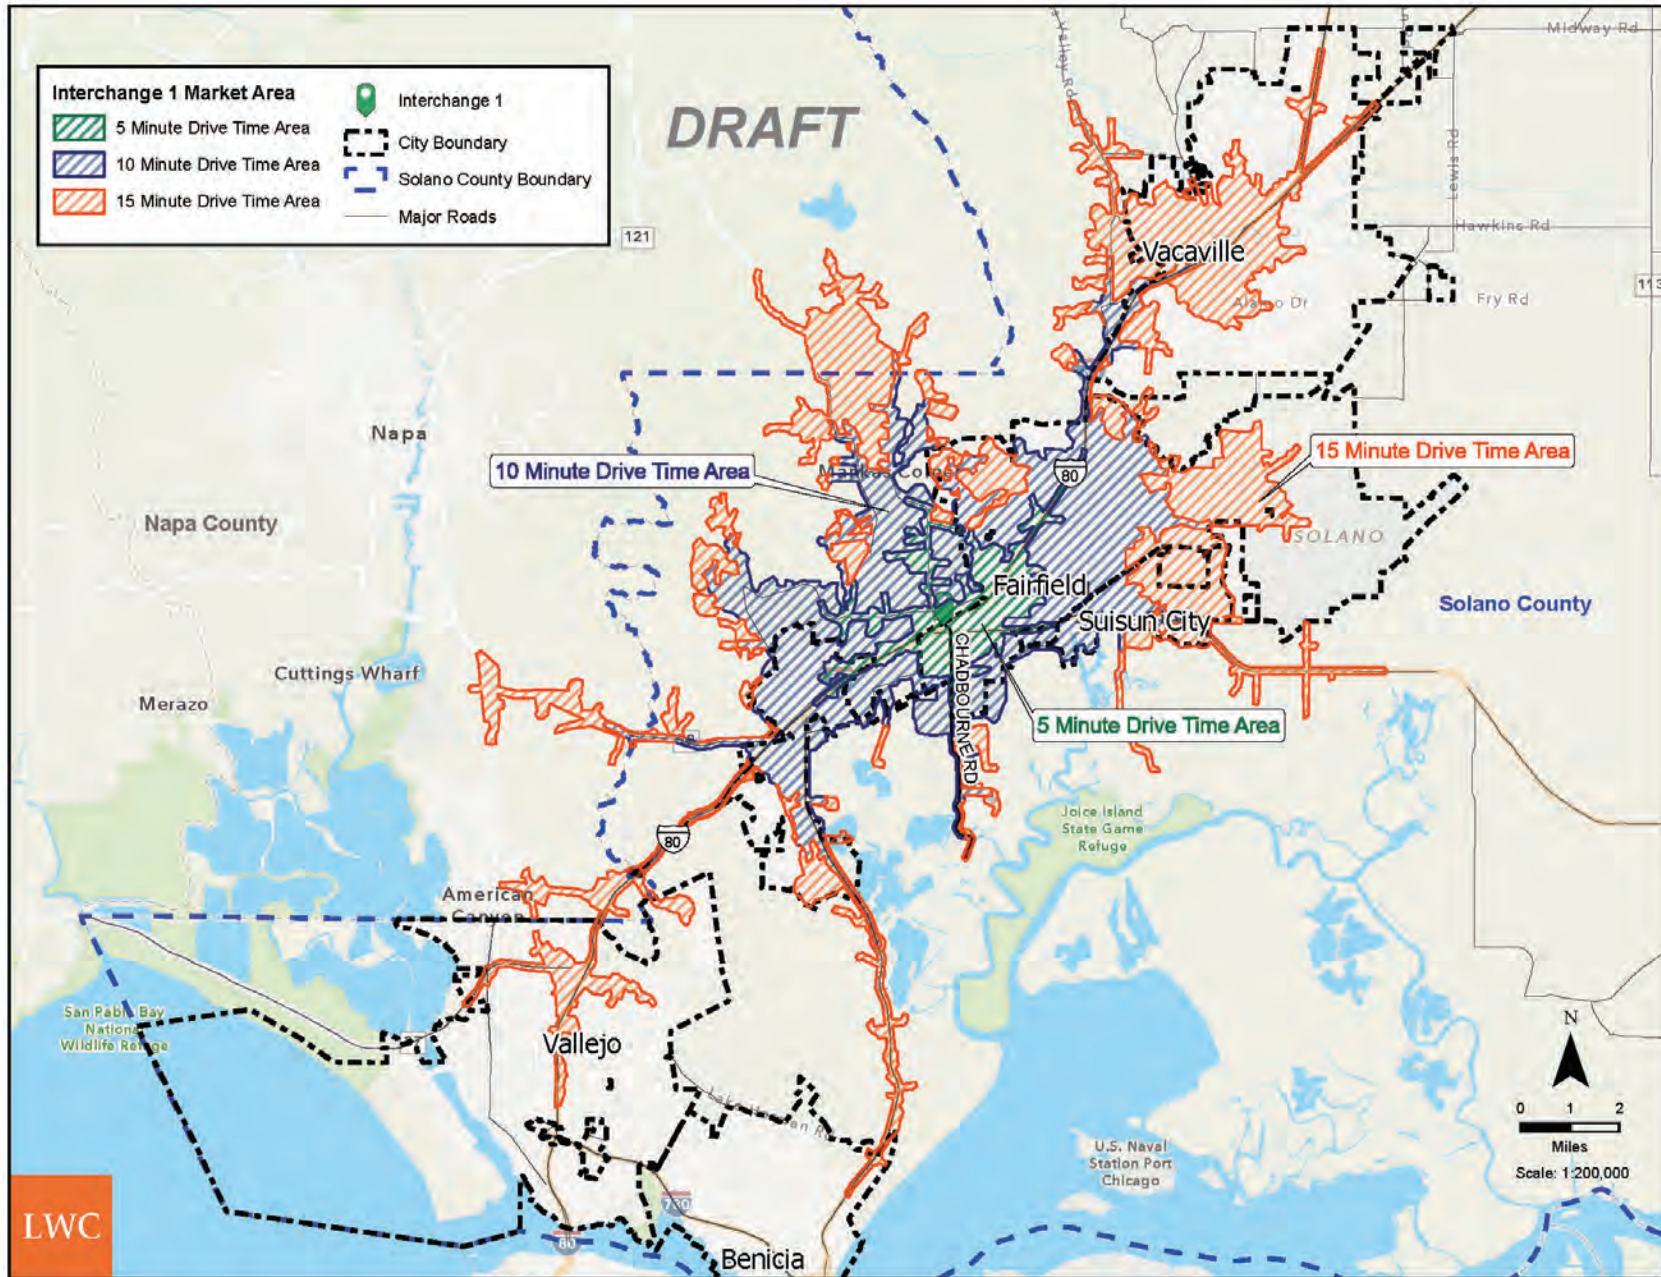 Interchange 1 Market Area
5 Minute Drive Time Area
10 Minute Drive Time Area
15 Minute Drive Time Area
Interchange 1
City Boundary
Solano County Boundary
Major Roads
DRAFT
Midway Rd
Valley Rd
Lewis Rd
Hawkins Rd
121
Vacaville
Fry Rd
113
Napa
80
15 Minute Drive Time Area
10 Minute Drive Time Area
Napa County
SOLANO
Fairfield
Solano County
Suisun City
CHADBOURNE RD
Cuttings Wharf
Merazo
5 Minute Drive Time Area
Joice Island
State Game
Refuge
80
American
Canyon
San Pablo Bay
National
Wildlife Refuge
Vallejo
N
0 1 2
Miles
Scale: 1:200,000
U.S. Naval
Station Port
Chicago
LWC
780
80
Benicia